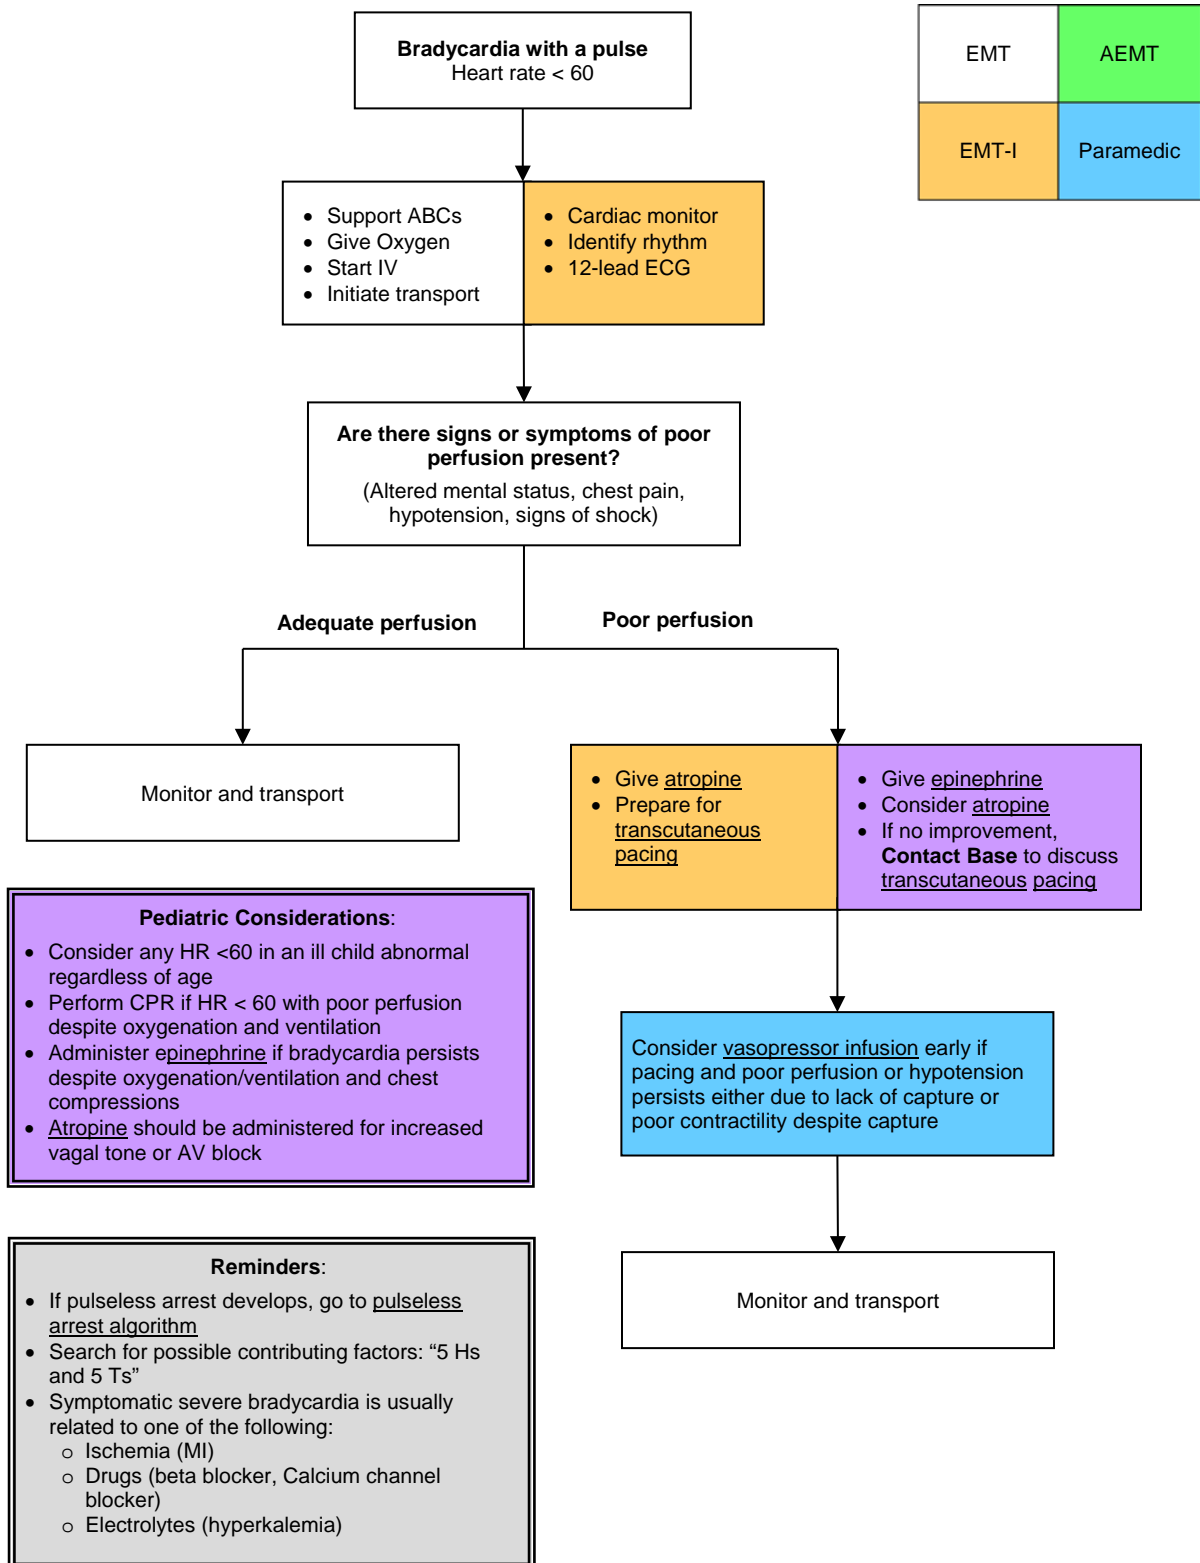 Bradycardia with a pulse
Heart rate < 60
EMT
AEMT
EMT-I
Paramedic
• Support ABCs
• Give Oxygen
• Start IV
• Initiate transport
• Cardiac monitor
• Identify rhythm
• 12-lead ECG
Are there signs or symptoms of poor
perfusion present?
(Altered mental status, chest pain,
hypotension, signs of shock)
Adequate perfusion
Poor perfusion
Monitor and transport
• Give atropine
• Prepare for
transcutaneous
pacing
• Give epinephrine
• Consider atropine
• If no improvement,
Contact Base to discuss
transcutaneous pacing
Pediatric Considerations:
• Consider any HR <60 in an ill child abnormal
regardless of age
• Perform CPR if HR < 60 with poor perfusion
despite oxygenation and ventilation
• Administer epinephrine if bradycardia persists
despite oxygenation/ventilation and chest
compressions
• Atropine should be administered for increased
vagal tone or AV block
Consider vasopressor infusion early if
pacing and poor perfusion or hypotension
persists either due to lack of capture or
poor contractility despite capture
Monitor and transport
Reminders:
• If pulseless arrest develops, go to pulseless
arrest algorithm
• Search for possible contributing factors: “5 Hs
and 5 Ts”
• Symptomatic severe bradycardia is usually
related to one of the following:
o Ischemia (MI)
o Drugs (beta blocker, Calcium channel
blocker)
o Electrolytes (hyperkalemia)